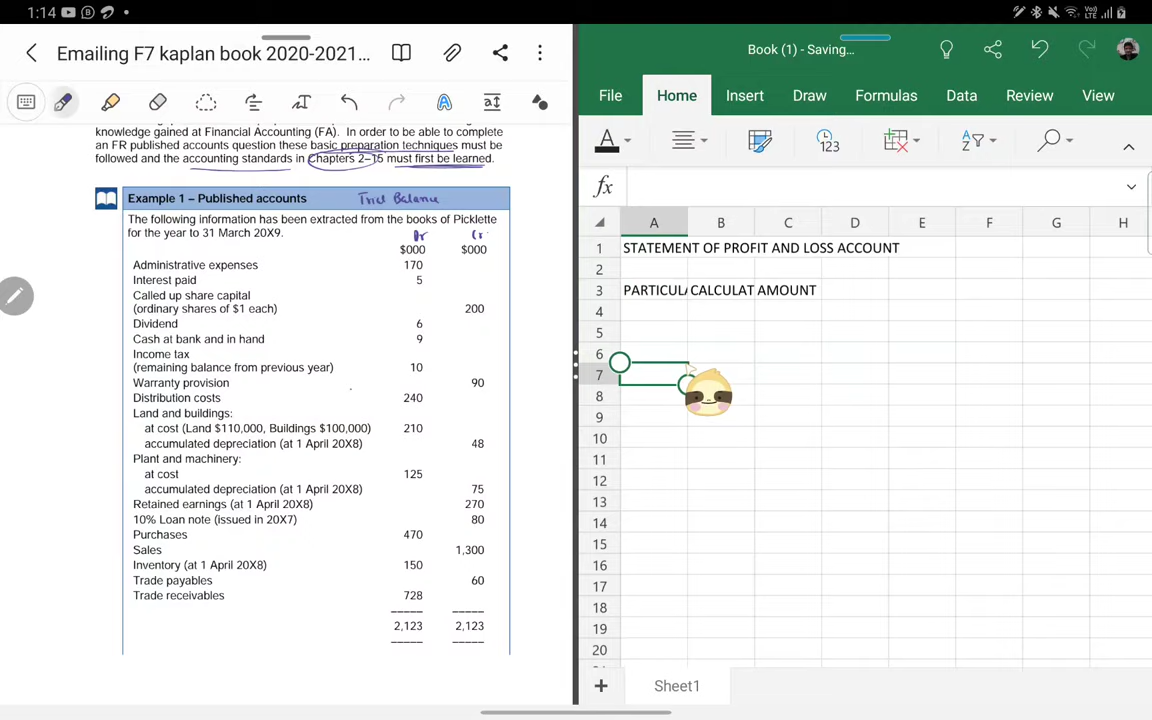 1:14
Emailing F7 kaplan book 2020-2021...
knowledge gained at Financial Accounting (FA). In order to be able to complete
an FR published accounts question these basic preparation techniques must be
followed and the accounting standards in Chapters 2–15 must first be learned.
Example 1 – Published accounts Trial Balance
The following information has been extracted from the books of Picklette
for the year to 31 March 20X9.
Dr Cr
$000 $000
Administrative expenses 170
Interest paid 5
Called up share capital
(ordinary shares of $1 each) 200
Dividend 6
Cash at bank and in hand 9
Income tax
(remaining balance from previous year) 10
Warranty provision 90
Distribution costs 240
Land and buildings:
at cost (Land $110,000, Buildings $100,000) 210
accumulated depreciation (at 1 April 20X8) 48
Plant and machinery:
at cost 125
accumulated depreciation (at 1 April 20X8) 75
Retained earnings (at 1 April 20X8) 270
10% Loan note (issued in 20X7) 80
Purchases 470
Sales 1,300
Inventory (at 1 April 20X8) 150
Trade payables 60
Trade receivables 728
2,123 2,123
Book (1) - Saving...
File Home Insert Draw Formulas Data Review View
A 123
fx
A B C D E F G H
1 STATEMENT OF PROFIT AND LOSS ACCOUNT
2
3 PARTICULA CALCULAT AMOUNT
4
5
6
7
8
9
10
11
12
13
14
15
16
17
18
19
20
Sheet1